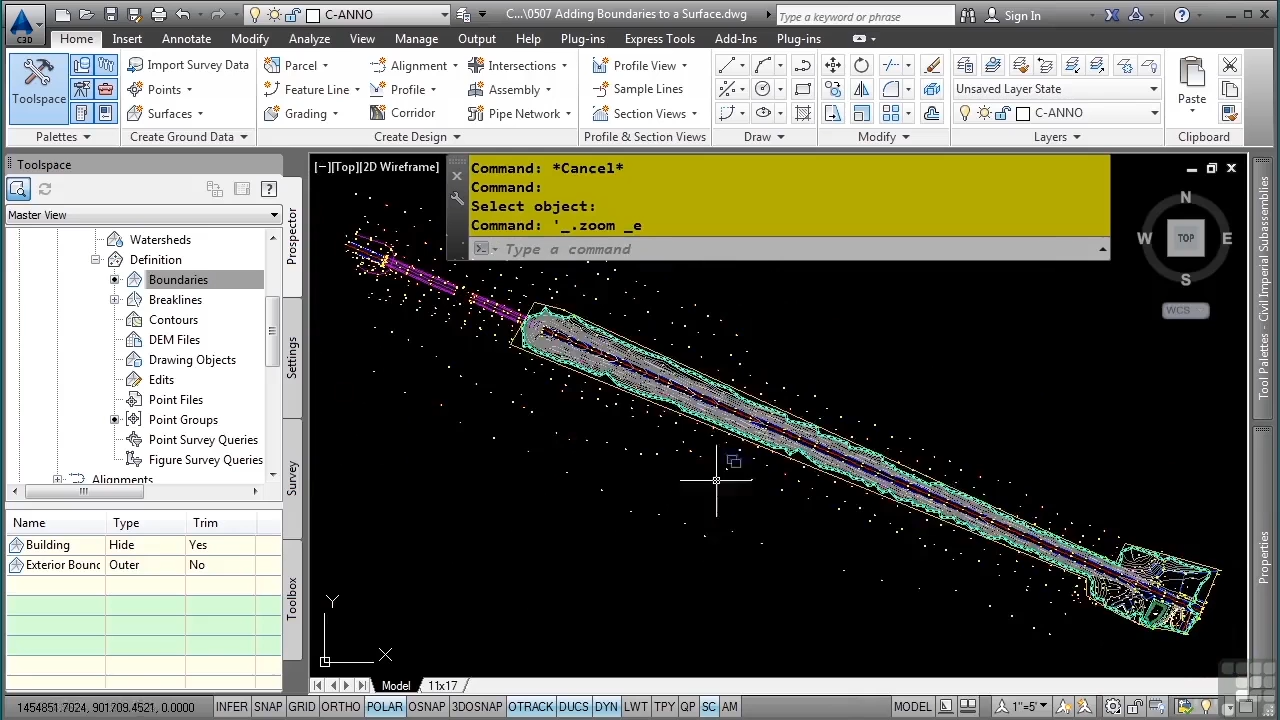 C-ANNO
C...\0507 Adding Boundaries to a Surface.dwg
Type a keyword or phrase
Sign In
C3D
Home Insert Annotate Modify Analyze View Manage Output Help Plug-ins Express Tools Add-Ins Plug-ins
Toolspace
Import Survey Data
Points
Surfaces
Parcel
Feature Line
Grading
Alignment
Profile
Corridor
Intersections
Assembly
Pipe Network
Profile View
Sample Lines
Section Views
Unsaved Layer State
C-ANNO
Paste
Palettes
Create Ground Data
Create Design
Profile & Section Views
Draw
Modify
Layers
Clipboard
Toolspace
Master View
Watersheds
Definition
Boundaries
Breaklines
Contours
DEM Files
Drawing Objects
Edits
Point Files
Point Groups
Point Survey Queries
Figure Survey Queries
Alignments
Prospector
Settings
Survey
Toolbox
Name Type Trim
Building Hide Yes
Exterior Bounc Outer No
[−][Top][2D Wireframe]
Command: *Cancel*
Command:
Select object:
Command: '_.zoom _e
Type a command
N
W TOP E
S
WCS
Y
X
Tool Palettes - Civil Imperial Subassemblies
Properties
Model 11x17
1454851.7024, 901709.4521, 0.0000
INFER SNAP GRID ORTHO POLAR OSNAP 3DOSNAP OTRACK DUCS DYN LWT TPY QP SC AM
MODEL
1"=5'